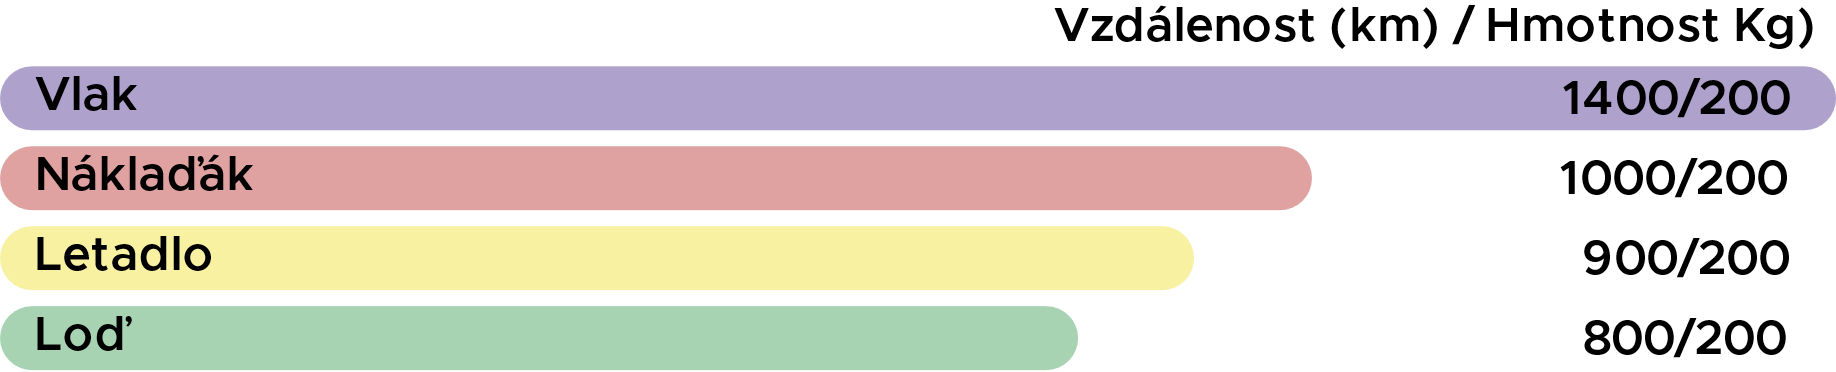 Vzdálenost (km) / Hmotnost Kg)
Vlak 1400/200
Náklaďák 1000/200
Letadlo 900/200
Loď 800/200